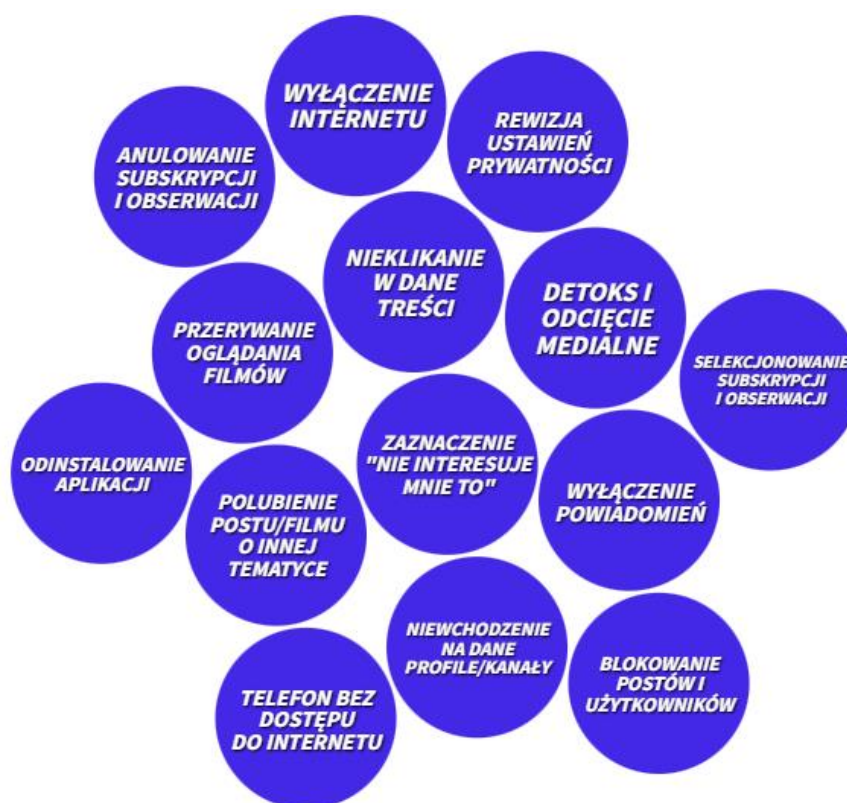 WYŁĄCZENIE
INTERNETU
REWIZJA
USTAWIEŃ
PRYWATNOŚCI
ANULOWANIE
SUBSKRYPCJI
I OBSERWACJI
NIEKLIKANIE
W DANE
TREŚCI
DETOKS I
ODCIĘCIE
MEDIALNE
PRZERYWANIE
OGLĄDANIA
FILMÓW
SELEKCJONOWANIE
SUBSKRYPCJI
I OBSERWACJI
ODINSTALOWANIE
APLIKACJI
ZAZNACZENIE
"NIE INTERESUJE
MNIE TO"
WYŁĄCZENIE
POWIADOMIEŃ
POLUBIENIE
POSTU/FILMU
O INNEJ
TEMATYCE
NIEWCHODZENIE
NA DANE
PROFILE/KANAŁY
BLOKOWANIE
POSTÓW I
UŻYTKOWNIKÓW
TELEFON BEZ
DOSTĘPU
DO INTERNETU